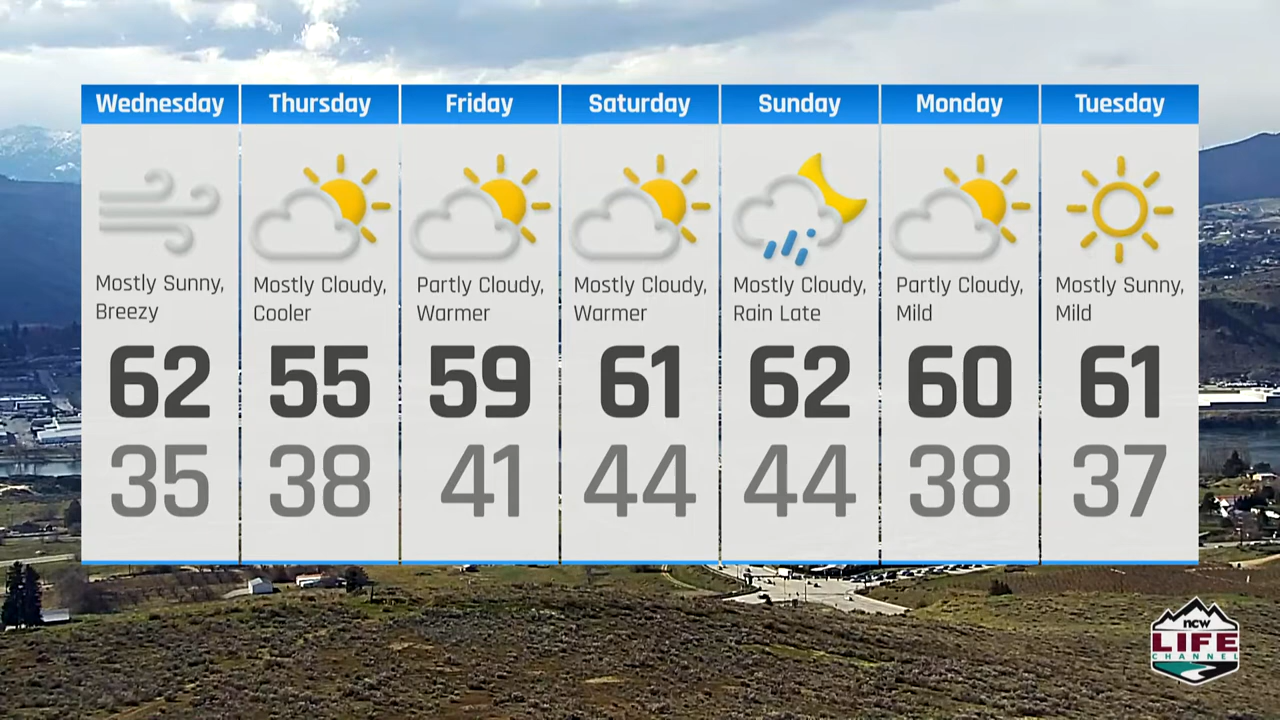 Wednesday
Mostly Sunny,
Breezy
62
35
Thursday
Mostly Cloudy,
Cooler
55
38
Friday
Partly Cloudy,
Warmer
59
41
Saturday
Mostly Cloudy,
Warmer
61
44
Sunday
Mostly Cloudy,
Rain Late
62
44
Monday
Partly Cloudy,
Mild
60
38
Tuesday
Mostly Sunny,
Mild
61
37
ncw
LIFE
CHANNEL